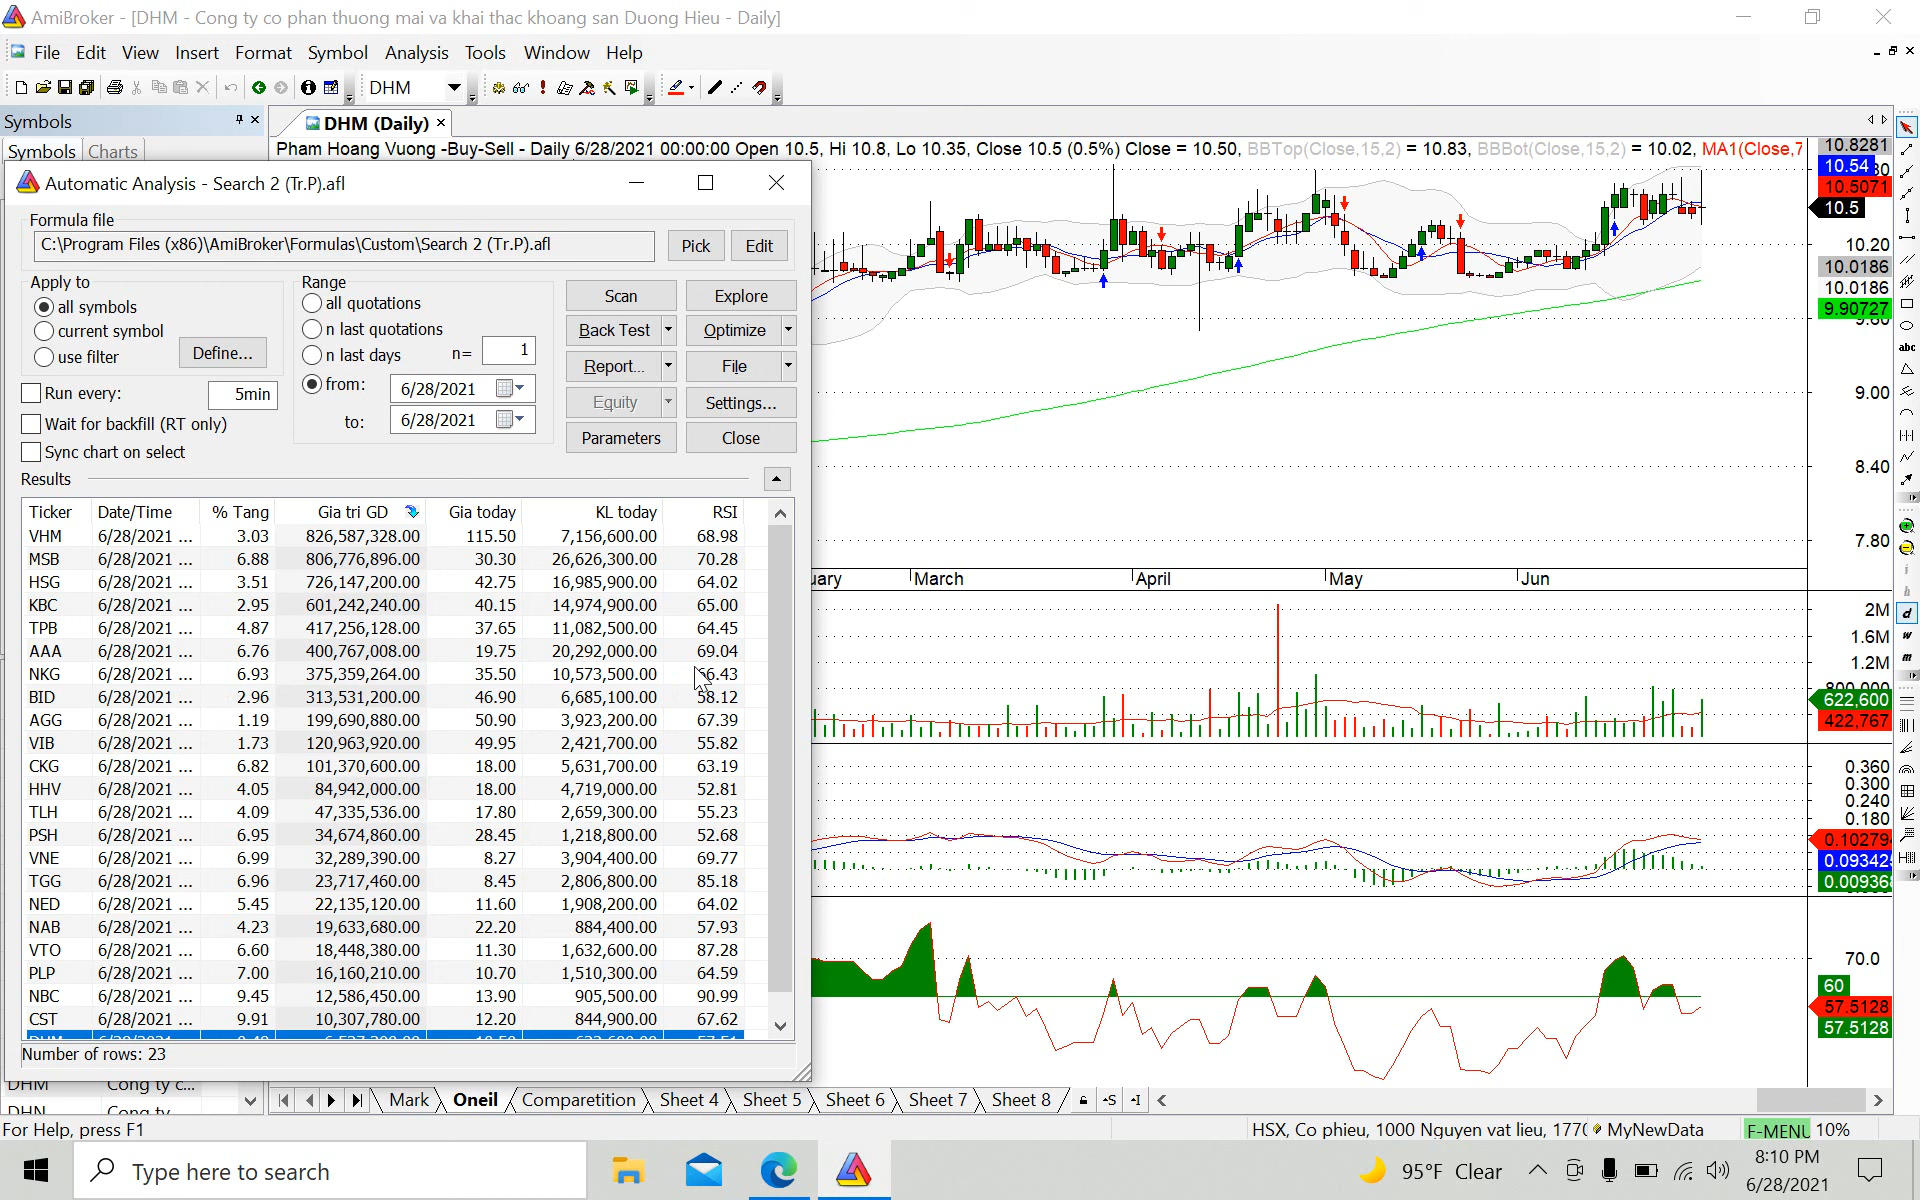 AmiBroker - [DHM - Cong ty co phan thuong mai va khai thac khoang san Duong Hieu - Daily]
File Edit View Insert Format Symbol Analysis Tools Window Help
DHM
Symbols
DHM (Daily)
Symbols Charts
Pham Hoang Vuong -Buy-Sell - Daily 6/28/2021 00:00:00 Open 10.5, Hi 10.8, Lo 10.35, Close 10.5 (0.5%) Close = 10.50, BBTop(Close,15,2) = 10.83, BBBot(Close,15,2) = 10.02, MA1(Close,7
Automatic Analysis - Search 2 (Tr.P).afl
Formula file
C:\Program Files (x86)\AmiBroker\Formulas\Custom\Search 2 (Tr.P).afl
Pick Edit
Apply to
all symbols
current symbol
use filter
Define...
Run every: 5min
Wait for backfill (RT only)
Sync chart on select
Range
all quotations
n last quotations
n last days n= 1
from: 6/28/2021
to: 6/28/2021
Scan Explore
Back Test Optimize
Report... File
Equity Settings...
Parameters Close
Results
Ticker Date/Time % Tang Gia tri GD Gia today KL today RSI
VHM 6/28/2021 ... 3.03 826,587,328.00 115.50 7,156,600.00 68.98
MSB 6/28/2021 ... 6.88 806,776,896.00 30.30 26,626,300.00 70.28
HSG 6/28/2021 ... 3.51 726,147,200.00 42.75 16,985,900.00 64.02
KBC 6/28/2021 ... 2.95 601,242,240.00 40.15 14,974,900.00 65.00
TPB 6/28/2021 ... 4.87 417,256,128.00 37.65 11,082,500.00 64.45
AAA 6/28/2021 ... 6.76 400,767,008.00 19.75 20,292,000.00 69.04
NKG 6/28/2021 ... 6.93 375,359,264.00 35.50 10,573,500.00
BID 6/28/2021 ... 2.96 313,531,200.00 46.90 6,685,100.00 58.12
AGG 6/28/2021 ... 1.19 199,690,880.00 50.90 3,923,200.00 67.39
VIB 6/28/2021 ... 1.73 120,963,920.00 49.95 2,421,700.00 55.82
CKG 6/28/2021 ... 6.82 101,370,600.00 18.00 5,631,700.00 63.19
HHV 6/28/2021 ... 4.05 84,942,000.00 18.00 4,719,000.00 52.81
TLH 6/28/2021 ... 4.09 47,335,536.00 17.80 2,659,300.00 55.23
PSH 6/28/2021 ... 6.95 34,674,860.00 28.45 1,218,800.00 52.68
VNE 6/28/2021 ... 6.99 32,289,390.00 8.27 3,904,400.00 69.77
TGG 6/28/2021 ... 6.96 23,717,460.00 8.45 2,806,800.00 85.18
NED 6/28/2021 ... 5.45 22,135,120.00 11.60 1,908,200.00 64.02
NAB 6/28/2021 ... 4.23 19,633,680.00 22.20 884,400.00 57.93
VTO 6/28/2021 ... 6.60 18,448,380.00 11.30 1,632,600.00 87.28
PLP 6/28/2021 ... 7.00 16,160,210.00 10.70 1,510,300.00 64.59
NBC 6/28/2021 ... 9.45 12,586,450.00 13.90 905,500.00 90.99
CST 6/28/2021 ... 9.91 10,307,780.00 12.20 844,900.00 67.62
Number of rows: 23
DHM Cong ty c...
DHN Cong ty
10.8281
10.54
10.5071
10.5
10.20
10.0186
10.0186
9.90727
9.00
8.40
7.80
March April May Jun
2M
1.6M
1.2M
800,000
622,600
422,767
0.360
0.300
0.240
0.180
0.10279
0.09342
0.00936
70.0
60
57.5128
57.5128
abc
i
h
d
w
m
Mark Oneil Comparetition Sheet 4 Sheet 5 Sheet 6 Sheet 7 Sheet 8
For Help, press F1
HSX, Co phieu, 1000 Nguyen vat lieu, 177 MyNewData F-MENU 10%
Type here to search
95°F Clear
8:10 PM
6/28/2021